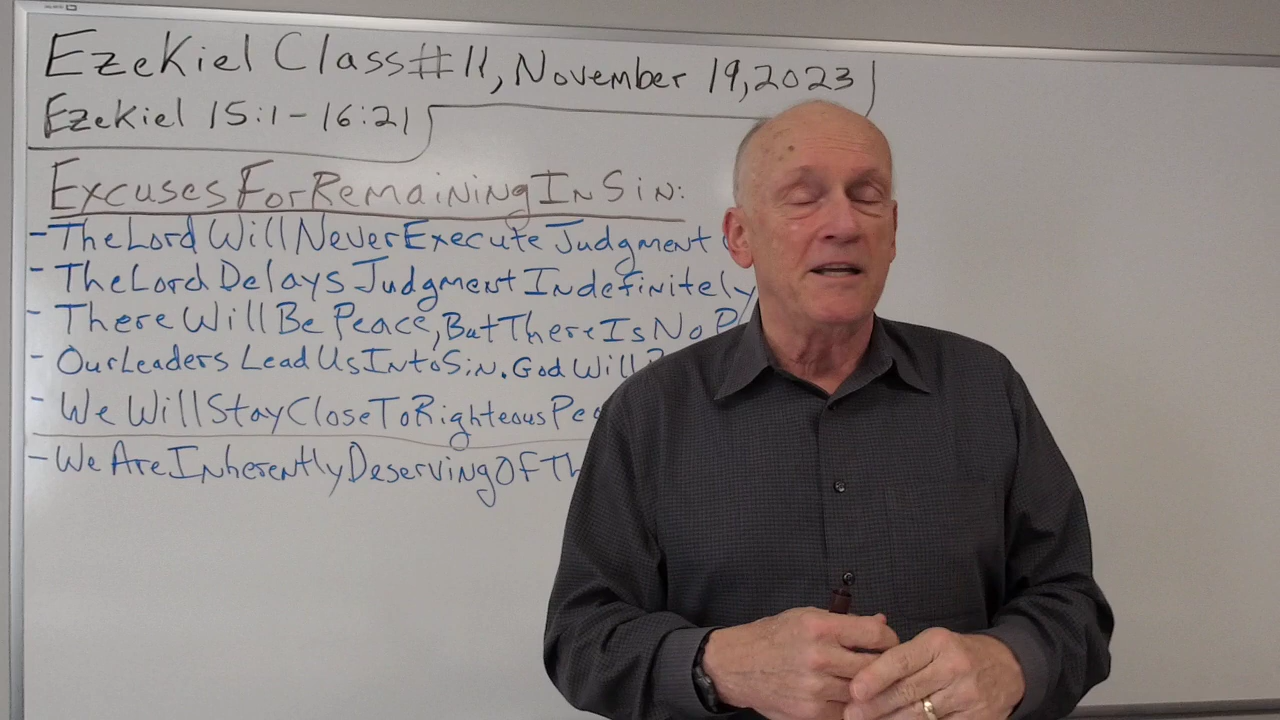 Ezekiel Class #11, November 19, 2023
Ezekiel 15:1-16:21
Excuses For Remaining In Sin:
- The Lord Will Never Execute Judgment
- The Lord Delays Judgment Indefinitely
- There Will Be Peace, But There Is No
- Our Leaders Lead Us Into Sin. God Will
- We Will Stay Close To Righteous
- We Are Inherently Deserving Of